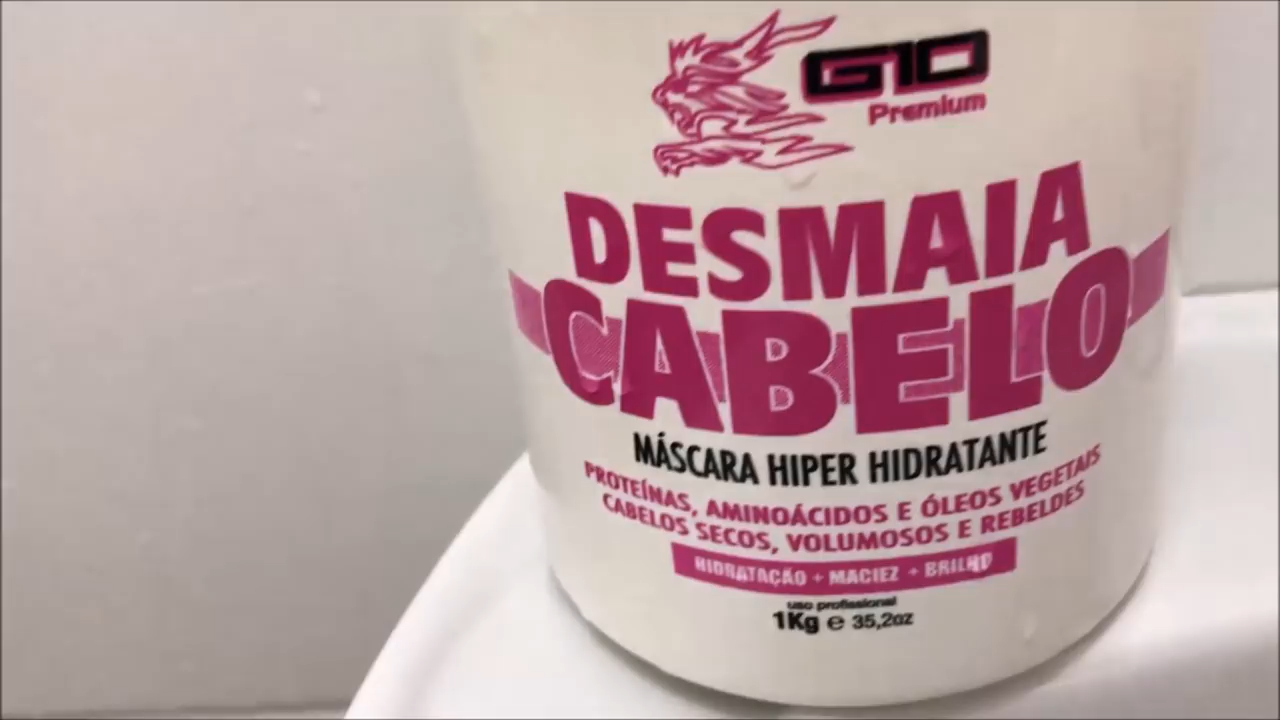 G10
Premium
DESMAIA
CABELO
MÁSCARA HIPER HIDRATANTE
PROTEÍNAS, AMINOÁCIDOS E ÓLEOS VEGETAIS
CABELOS SECOS, VOLUMOSOS E REBELDES
HIDRATAÇÃO + MACIEZ + BRILHO
uso profissional
1Kg e 35,2oz